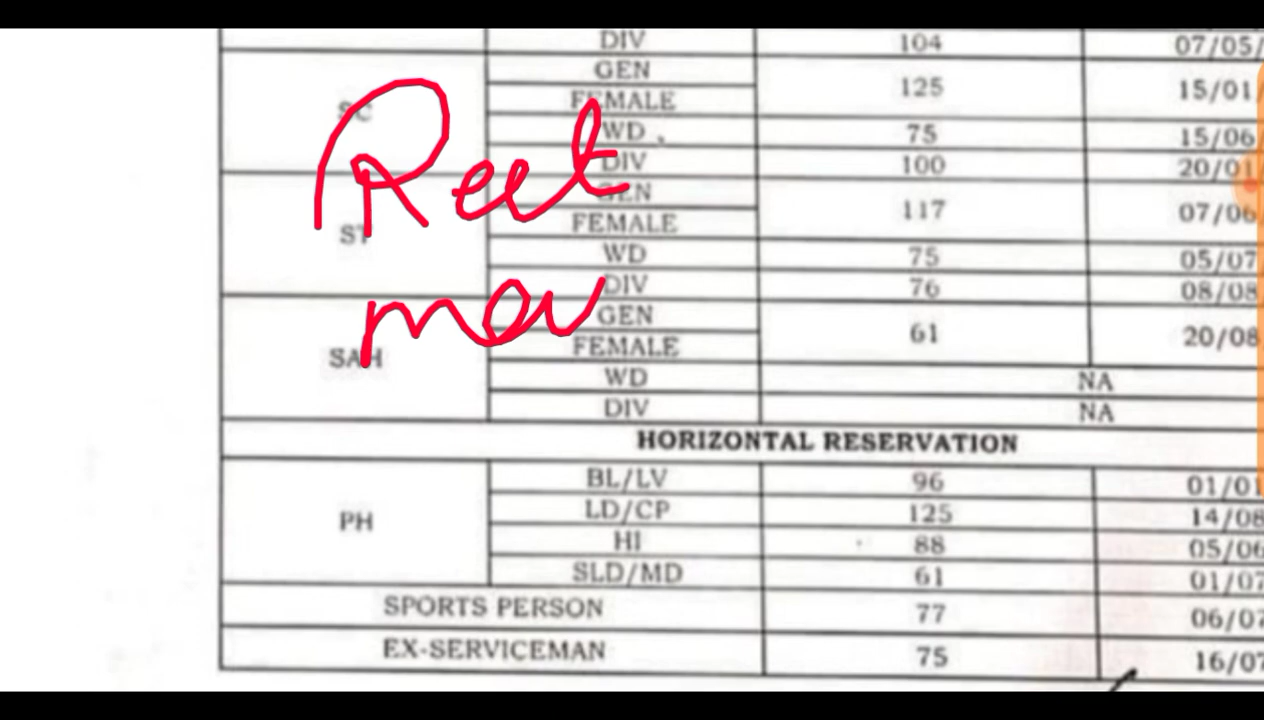 DIV 104 07/05/
SC GEN 125 15/01/
FEMALE
WD 75 15/06
DIV 100 20/01/
ST GEN 117 07/06
FEMALE
WD 75 05/07
DIV 76 08/08
SAH GEN 61 20/08
FEMALE
WD NA
DIV NA
HORIZONTAL RESERVATION
PH BL/LV 96 01/01
LD/CP 125 14/08
HI 88 05/06
SLD/MD 61 01/07
SPORTS PERSON 77 06/07
EX-SERVICEMAN 75 16/07